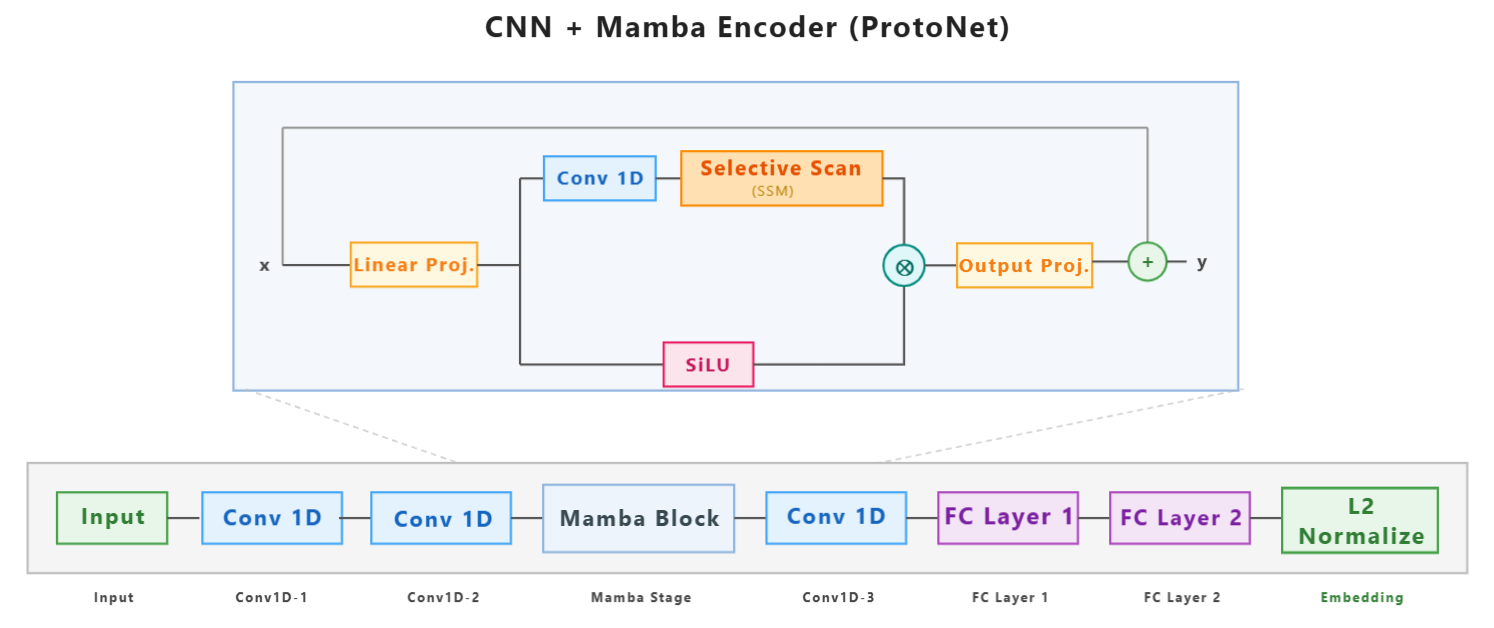 CNN + Mamba Encoder (ProtoNet)
Conv 1D
Selective Scan
(SSM)
x
Linear Proj.
⊗
Output Proj.
+
y
SiLU
Input
Conv 1D
Conv 1D
Mamba Block
Conv 1D
FC Layer 1
FC Layer 2
L2
Normalize
Input
Conv1D-1
Conv1D-2
Mamba Stage
Conv1D-3
FC Layer 1
FC Layer 2
Embedding